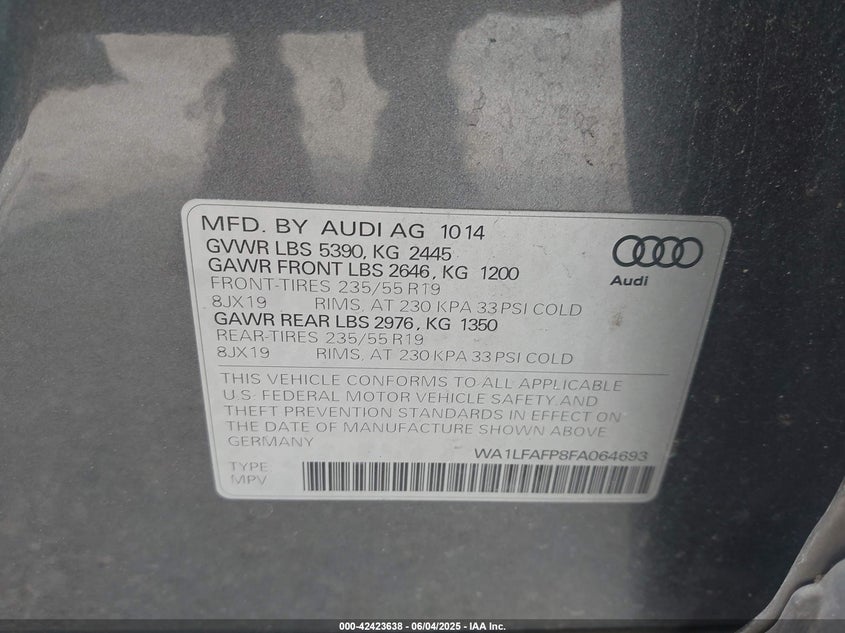 MFD. BY AUDI AG 1014
GVWR LBS 5390, KG 2445
GAWR FRONT LBS 2646, KG 1200
FRONT-TIRES 235/55 R19
8JX19 RIMS, AT 230 KPA 33 PSI COLD
GAWR REAR LBS 2976, KG 1350
REAR-TIRES 235/55 R19
8JX19 RIMS, AT 230 KPA 33 PSI COLD
Audi
THIS VEHICLE CONFORMS TO ALL APPLICABLE
U.S. FEDERAL MOTOR VEHICLE SAFETY, AND
THEFT PREVENTION STANDARDS IN EFFECT ON
THE DATE OF MANUFACTURE SHOWN ABOVE
GERMANY
WA1LFAFP8FA064693
TYPE
MPV
000-42423638 - 06/04/2025 - IAA Inc.